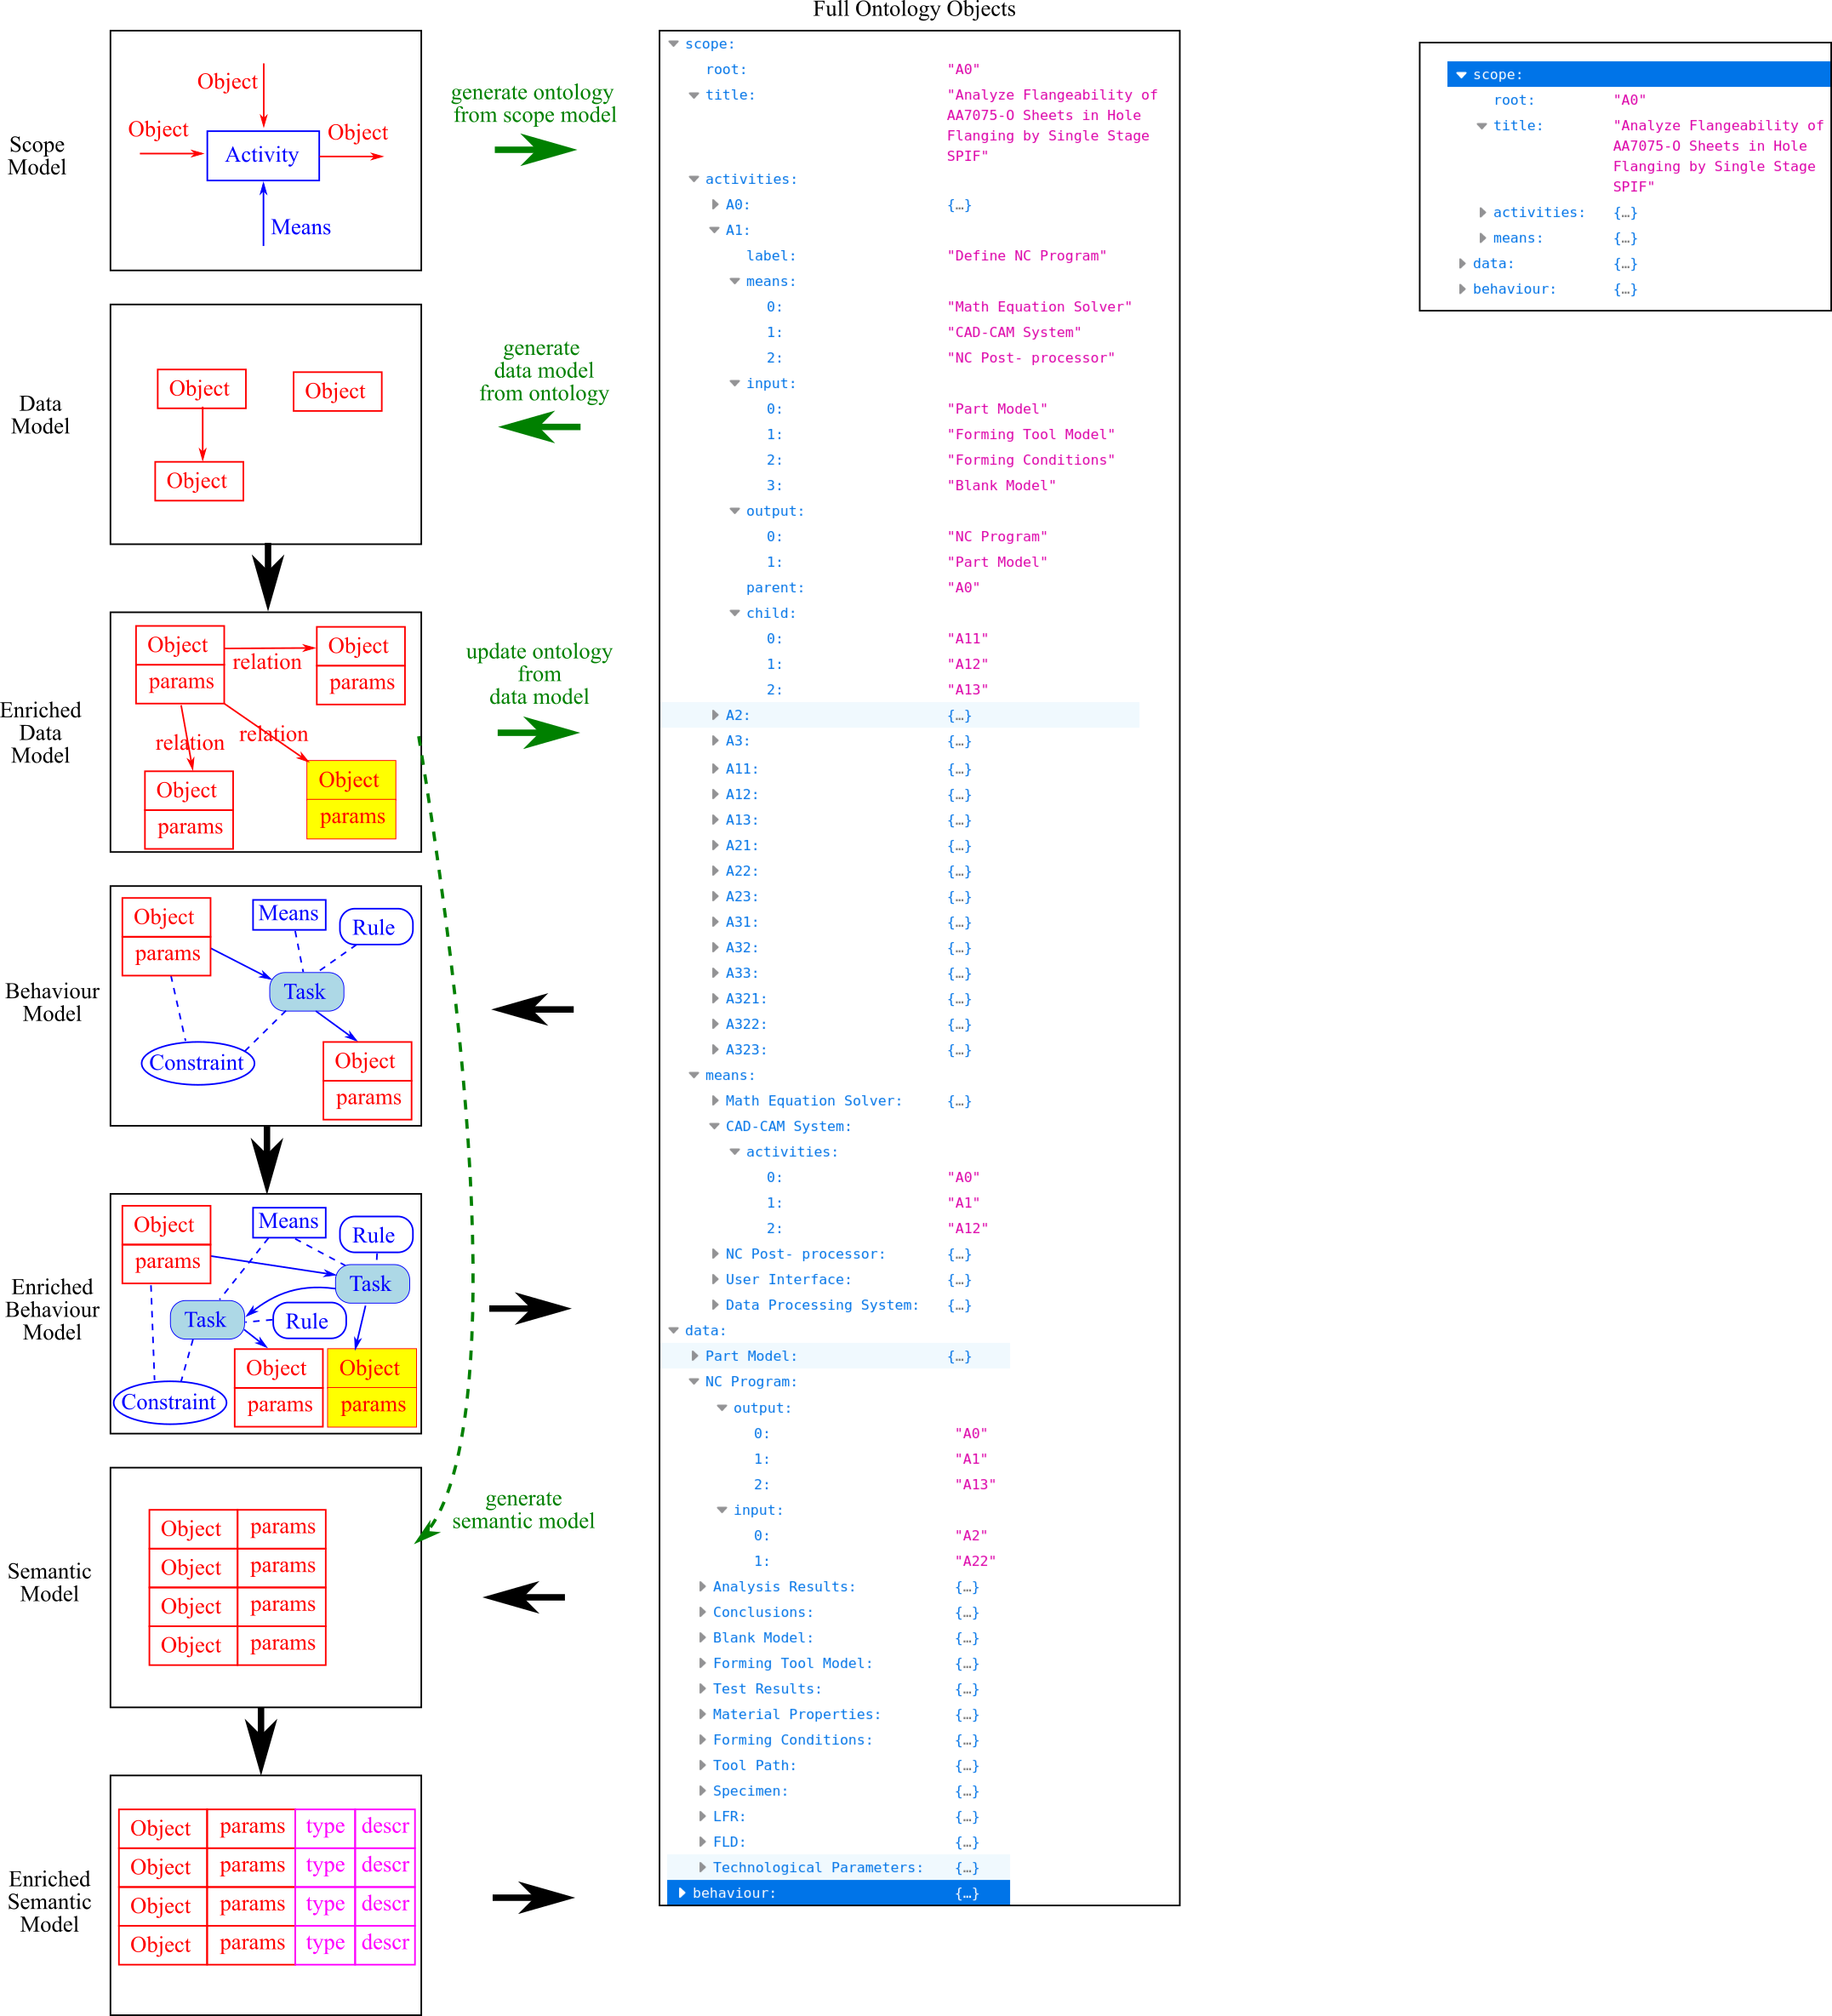 Full Ontology Objects
Scope
Model
Object
Object
Object
Activity
Means
generate ontology
from scope model
Data
Model
Object
Object
Object
generate
data model
from ontology
Enriched
Data
Model
Object
params
relation
Object
params
relation
relation
Object
params
Object
params
update ontology
from
data model
Behaviour
Model
Object
params
Means
Rule
Task
Constraint
Object
params
Enriched
Behaviour
Model
Object
params
Means
Rule
Task
Task
Rule
Constraint
Object
params
Object
params
Semantic
Model
Object params
Object params
Object params
Object params
generate
semantic model
Enriched
Semantic
Model
Object params type descr
Object params type descr
Object params type descr
Object params type descr
scope:
root: "A0"
title: "Analyze Flangeability of
AA7075-O Sheets in Hole
Flanging by Single Stage
SPIF"
activities:
A0: {…}
A1:
label: "Define NC Program"
means:
0: "Math Equation Solver"
1: "CAD-CAM System"
2: "NC Post- processor"
input:
0: "Part Model"
1: "Forming Tool Model"
2: "Forming Conditions"
3: "Blank Model"
output:
0: "NC Program"
1: "Part Model"
parent: "A0"
child:
0: "A11"
1: "A12"
2: "A13"
A2: {…}
A3: {…}
A11: {…}
A12: {…}
A13: {…}
A21: {…}
A22: {…}
A23: {…}
A31: {…}
A32: {…}
A33: {…}
A321: {…}
A322: {…}
A323: {…}
means:
Math Equation Solver: {…}
CAD-CAM System:
activities:
0: "A0"
1: "A1"
2: "A12"
NC Post- processor: {…}
User Interface: {…}
Data Processing System: {…}
data:
Part Model: {…}
NC Program:
output:
0: "A0"
1: "A1"
2: "A13"
input:
0: "A2"
1: "A22"
Analysis Results: {…}
Conclusions: {…}
Blank Model: {…}
Forming Tool Model: {…}
Test Results: {…}
Material Properties: {…}
Forming Conditions: {…}
Tool Path: {…}
Specimen: {…}
LFR: {…}
FLD: {…}
Technological Parameters: {…}
behaviour: {…}
scope:
root: "A0"
title: "Analyze Flangeability of
AA7075-O Sheets in Hole
Flanging by Single Stage
SPIF"
activities: {…}
means: {…}
data: {…}
behaviour: {…}